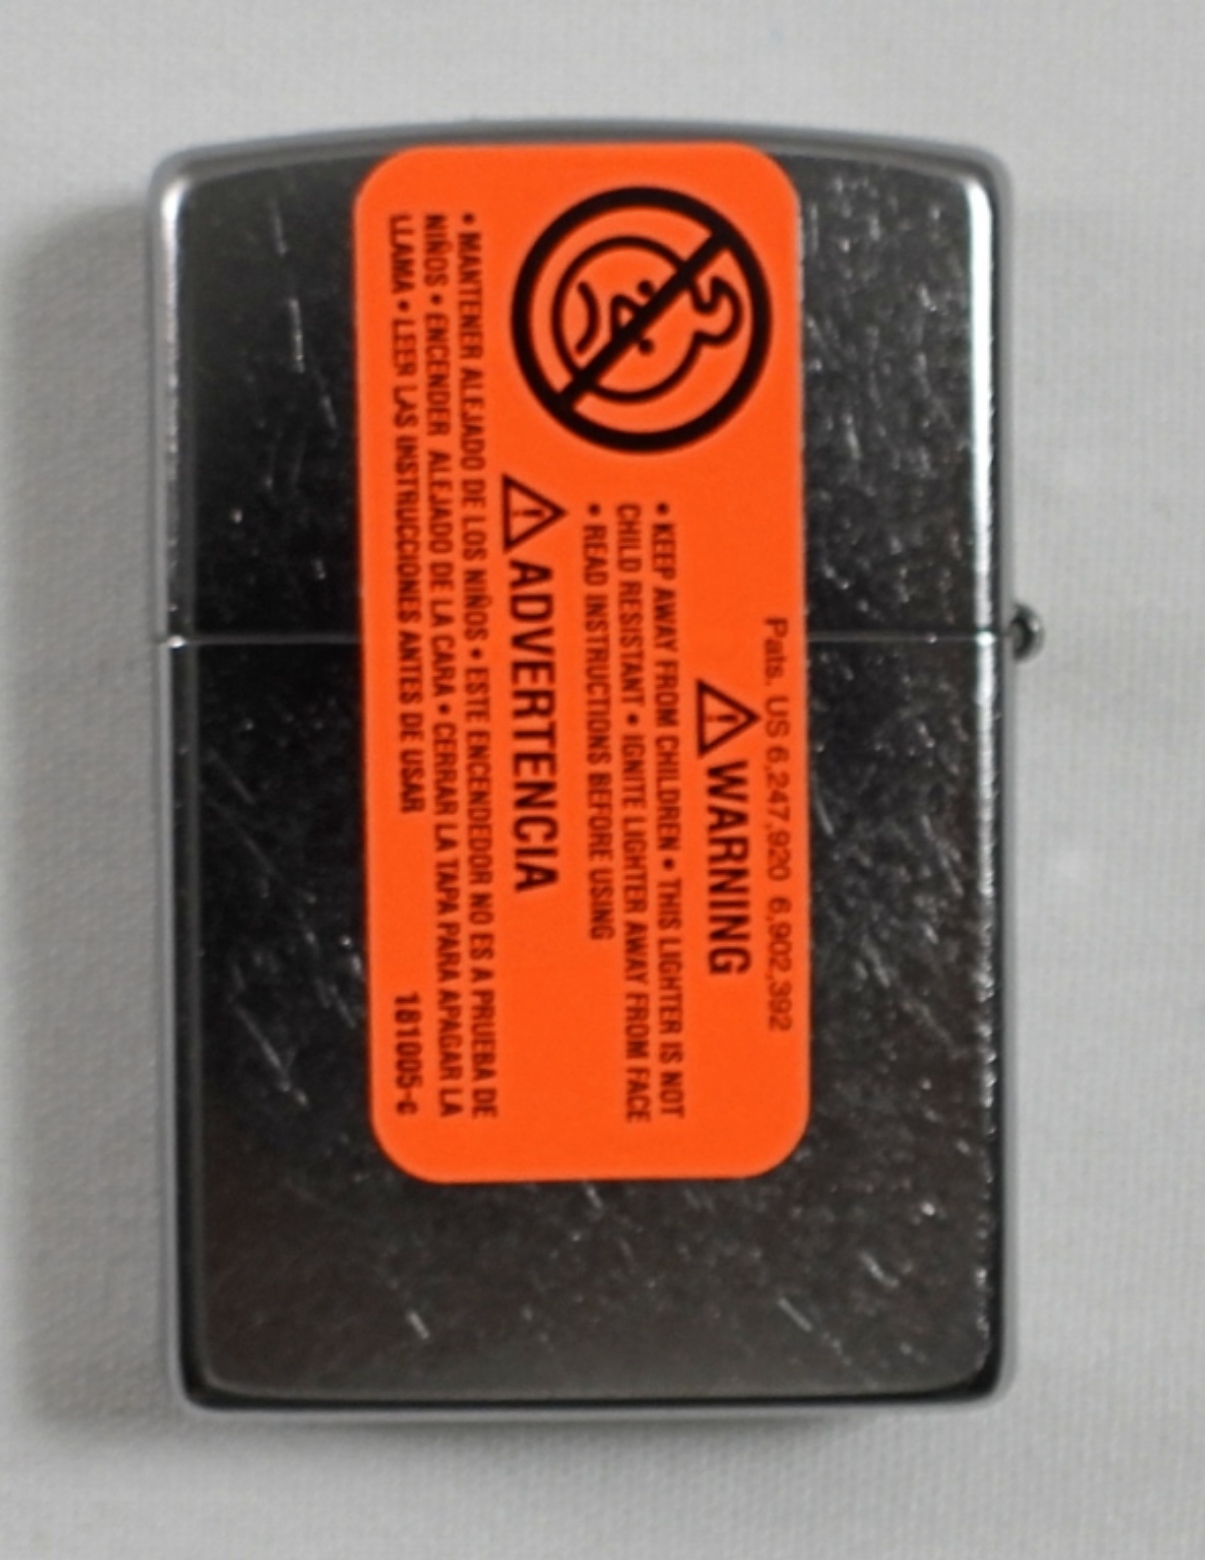 Pats. US 6,247,920 6,902,392
WARNING
• KEEP AWAY FROM CHILDREN • THIS LIGHTER IS NOT
CHILD RESISTANT • IGNITE LIGHTER AWAY FROM FACE
• READ INSTRUCTIONS BEFORE USING
ADVERTENCIA
• MANTENER ALEJADO DE LOS NIÑOS • ESTE ENCENDEDOR NO ES A PRUEBA DE
NIÑOS • ENCENDER ALEJADO DE LA CARA • CERRAR LA TAPA PARA APAGAR LA
LLAMA • LEER LAS INSTRUCCIONES ANTES DE USAR
181005-G